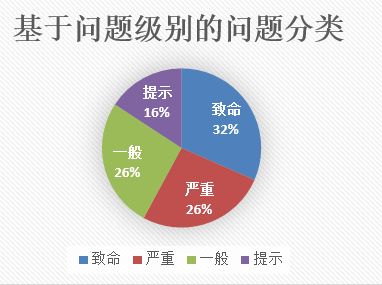 基于问题级别的问题分类
提示
16%
致命
32%
一般
26%
严重
26%
致命 严重 一般 提示